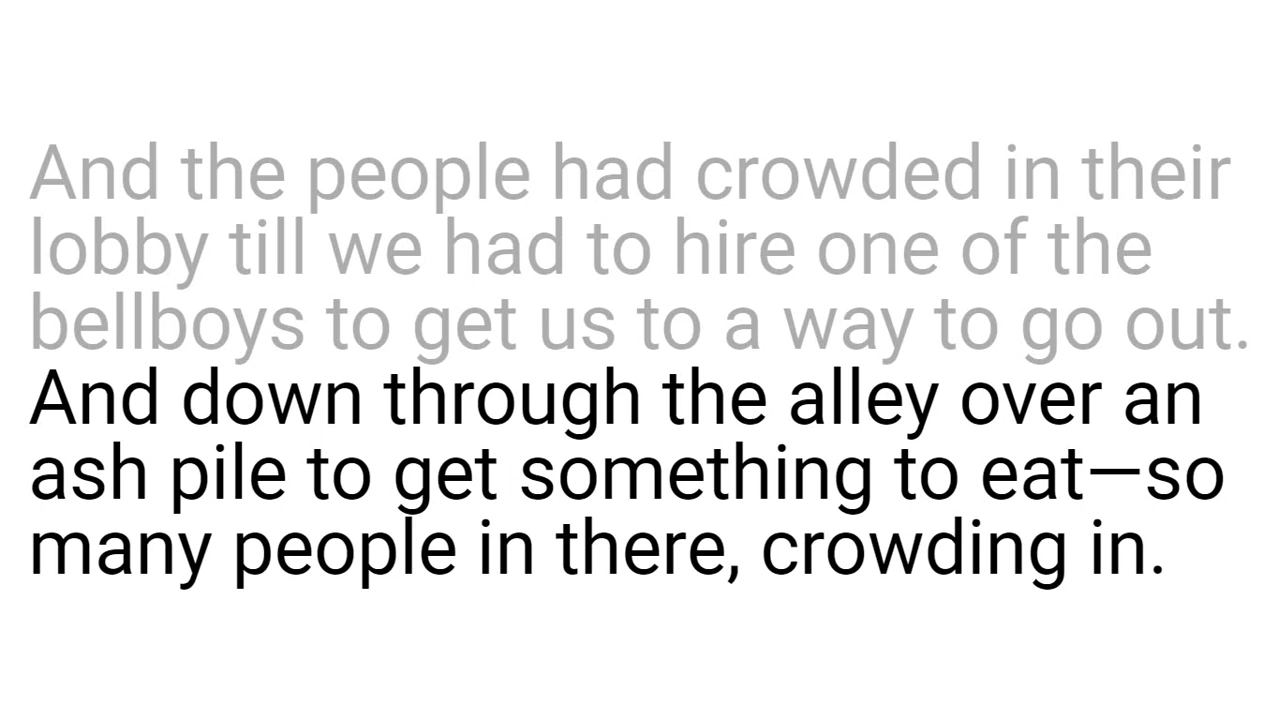 And the people had crowded in their
lobby till we had to hire one of the
bellboys to get us to a way to go out.
And down through the alley over an
ash pile to get something to eat—so
many people in there, crowding in.